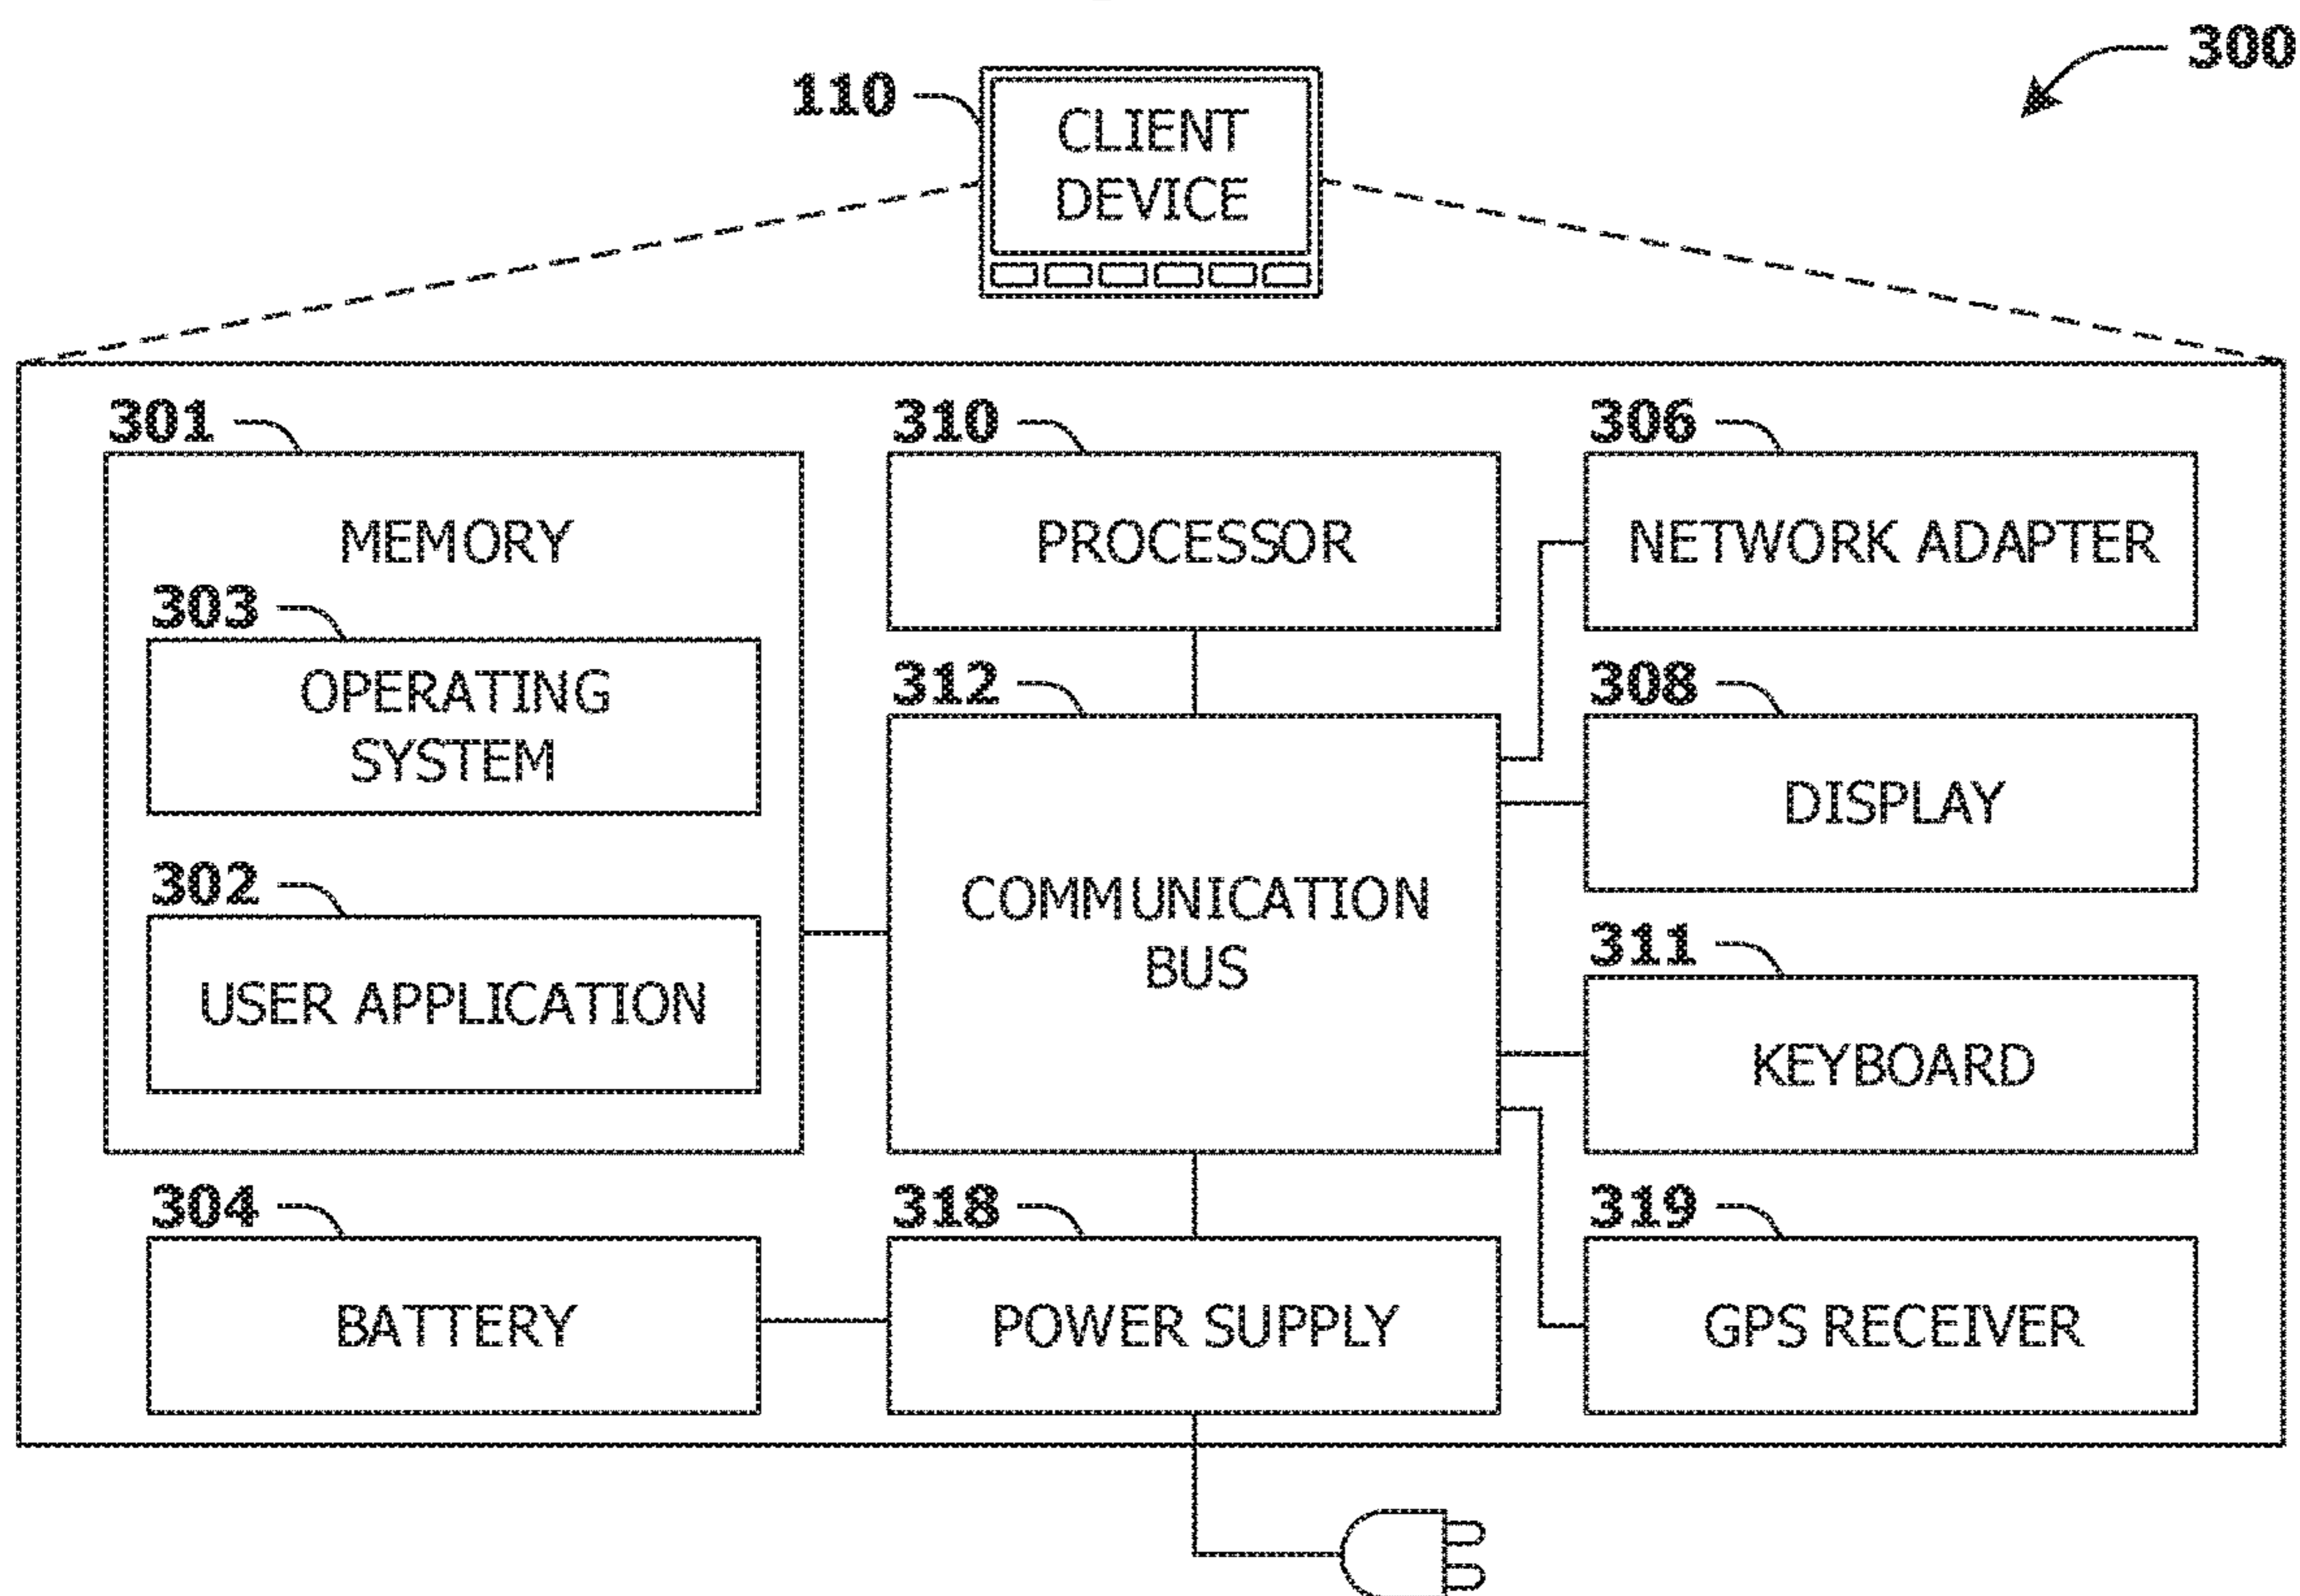 300
110
CLIENT
DEVICE
301
MEMORY
303
OPERATING
SYSTEM
302
USER APPLICATION
304
BATTERY
310
PROCESSOR
312
COMMUNICATION
BUS
318
POWER SUPPLY
306
NETWORK ADAPTER
308
DISPLAY
311
KEYBOARD
319
GPS RECEIVER